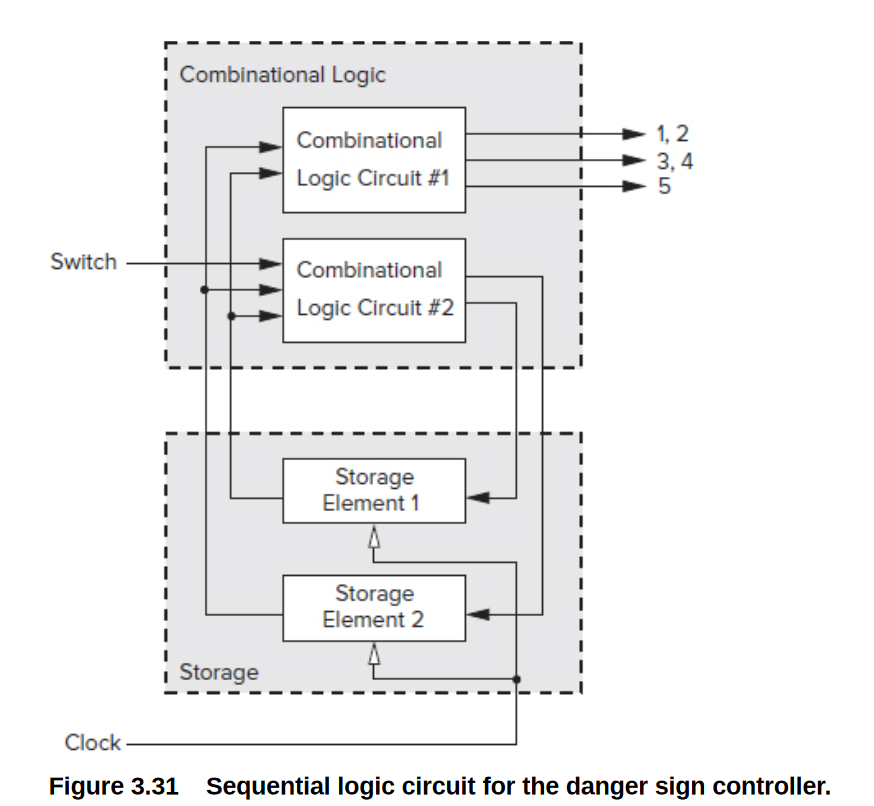 Combinational Logic
Combinational
Logic Circuit #1
1, 2
3, 4
5
Switch
Combinational
Logic Circuit #2
Storage
Element 1
Storage
Element 2
Storage
Clock
Figure 3.31 Sequential logic circuit for the danger sign controller.